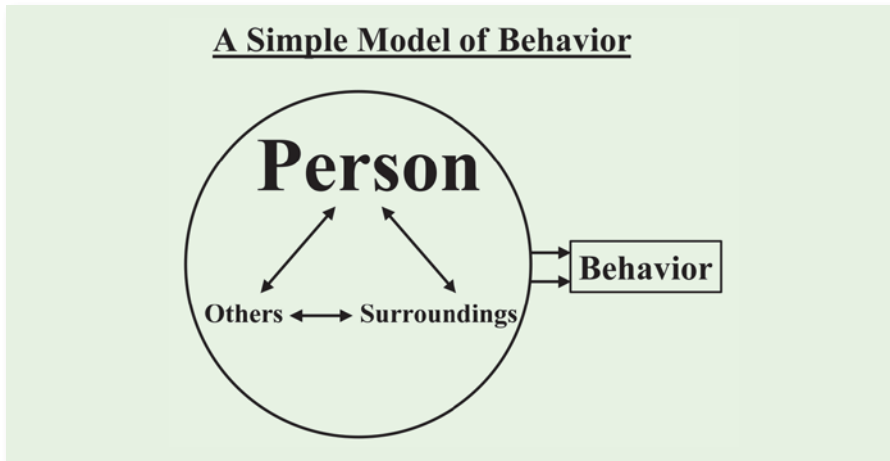 A Simple Model of Behavior
Person
Behavior
Others
Surroundings